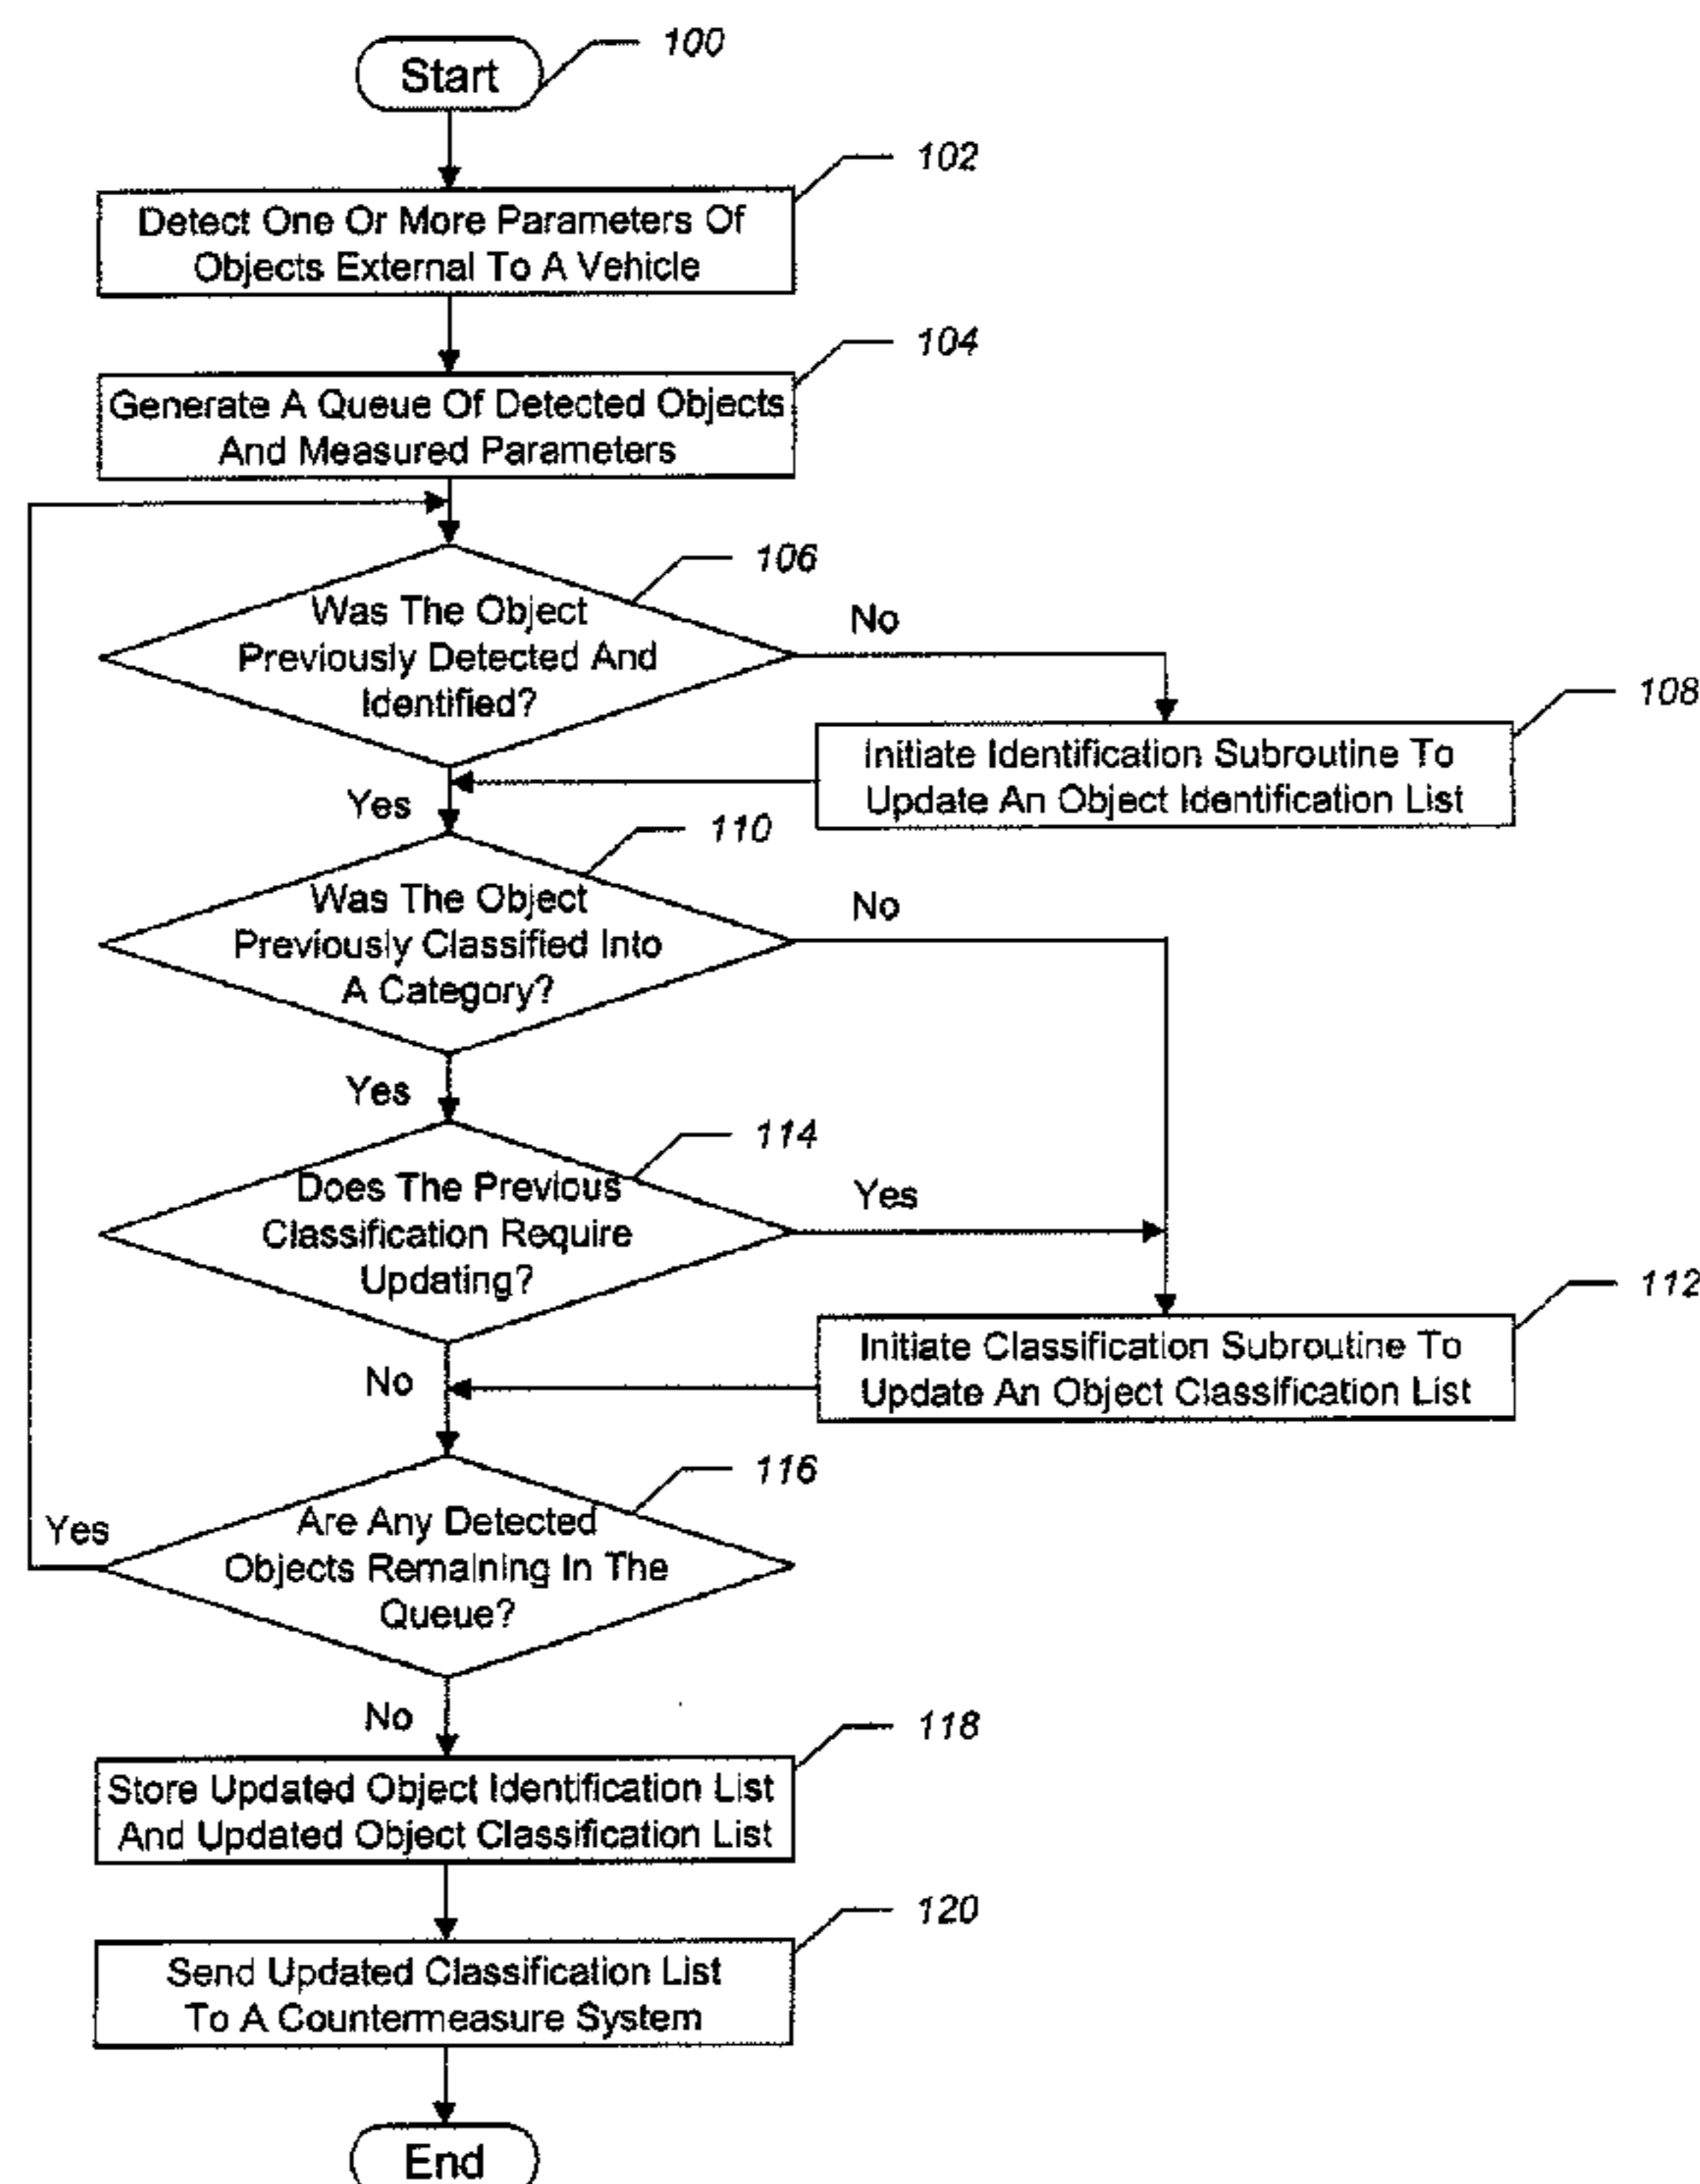 Start
100
102
Detect One Or More Parameters Of
Objects External To A Vehicle
104
Generate A Queue Of Detected Objects
And Measured Parameters
106
Was The Object
Previously Detected And
Identified?
No
108
Initiate Identification Subroutine To
Update An Object Identification List
Yes
110
Was The Object
Previously Classified Into
A Category?
No
Yes
114
Does The Previous
Classification Require
Updating?
Yes
112
Initiate Classification Subroutine To
Update An Object Classification List
No
116
Are Any Detected
Objects Remaining In The
Queue?
Yes
No
118
Store Updated Object Identification List
And Updated Object Classification List
120
Send Updated Classification List
To A Countermeasure System
End